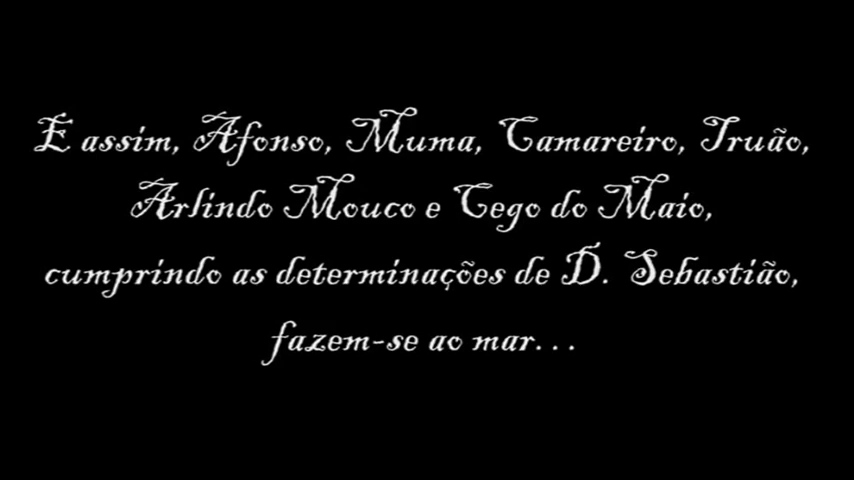 E assim, Afonso, Muma, Camareiro, Truão,
Arlindo Mouco e Cego do Maio,
cumprindo as determinações de D. Sebastião,
fazem-se ao mar...